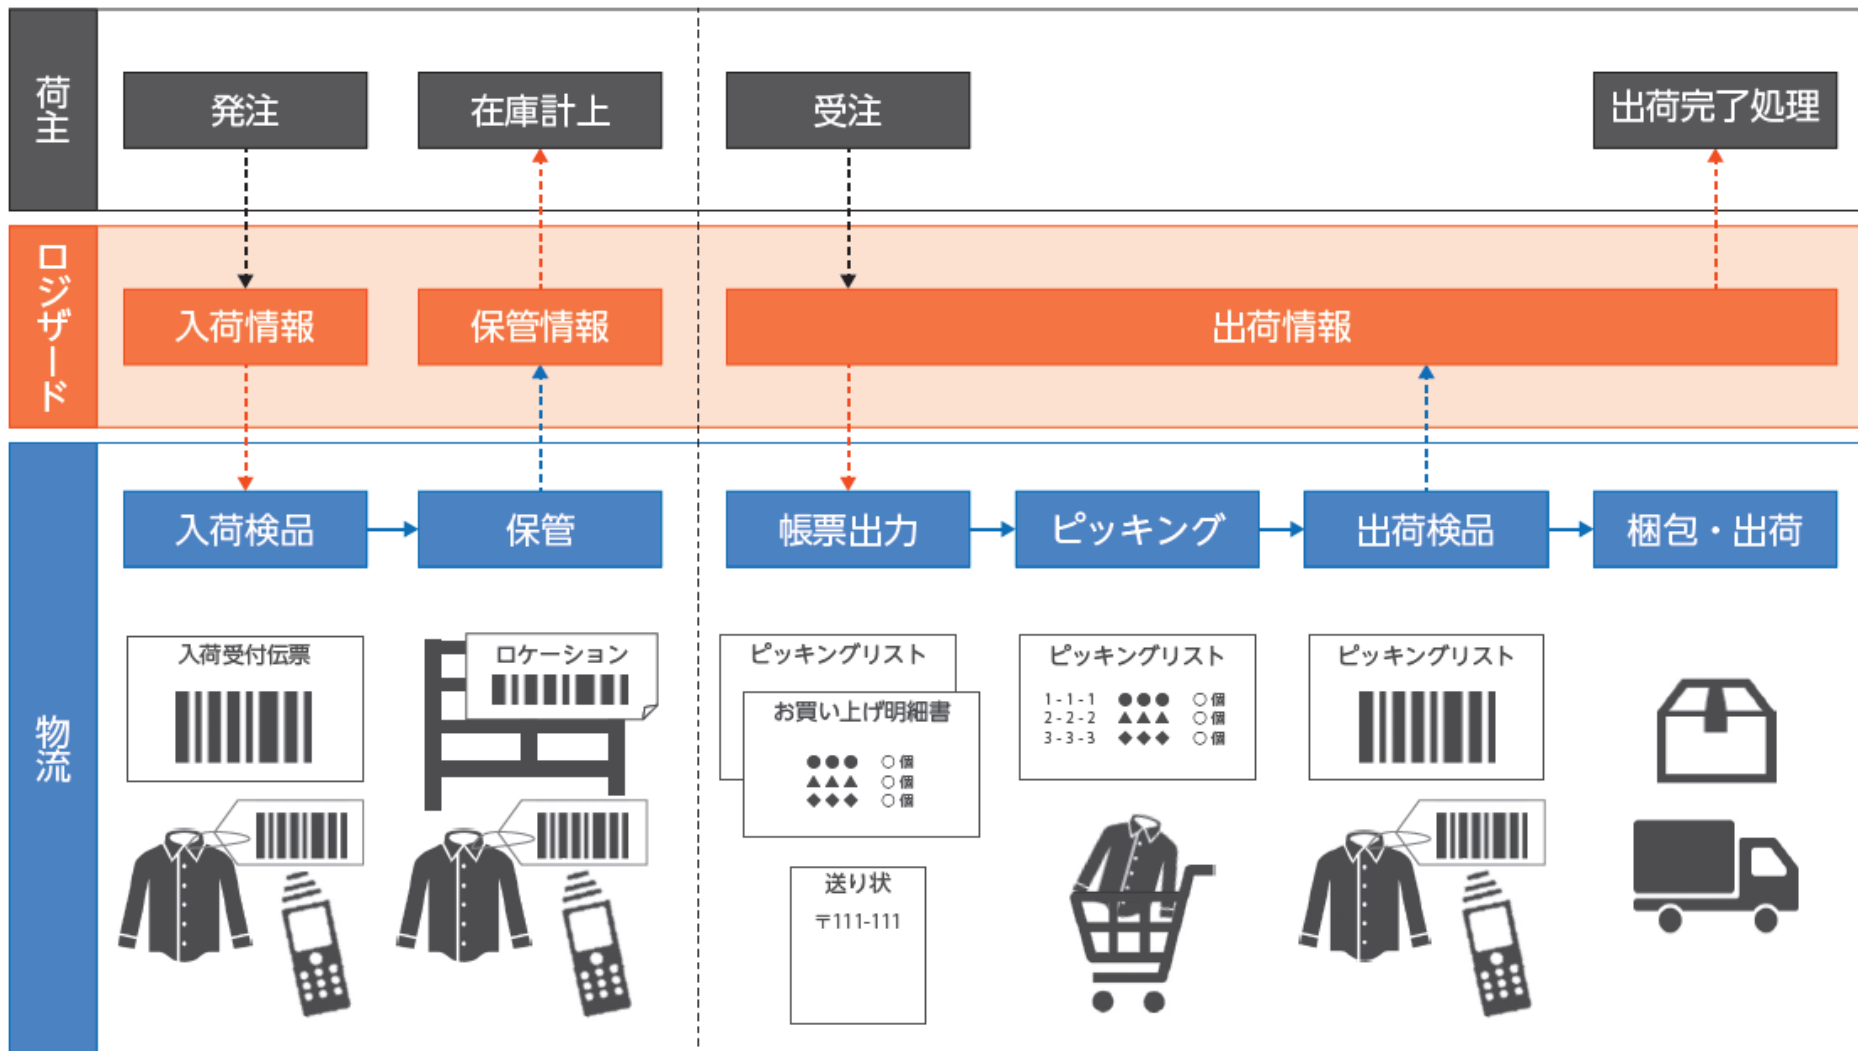 荷主
発注
在庫計上
受注
出荷完了処理
ロジザード
入荷情報
保管情報
出荷情報
物流
入荷検品
保管
帳票出力
ピッキング
出荷検品
梱包・出荷
入荷受付伝票
ロケーション
ピッキングリスト
お買い上げ明細書
●●● ○個
▲▲▲ ○個
◆◆◆ ○個
送り状
〒111-111
ピッキングリスト
1-1-1 ●●● ○個
2-2-2 ▲▲▲ ○個
3-3-3 ◆◆◆ ○個
ピッキングリスト